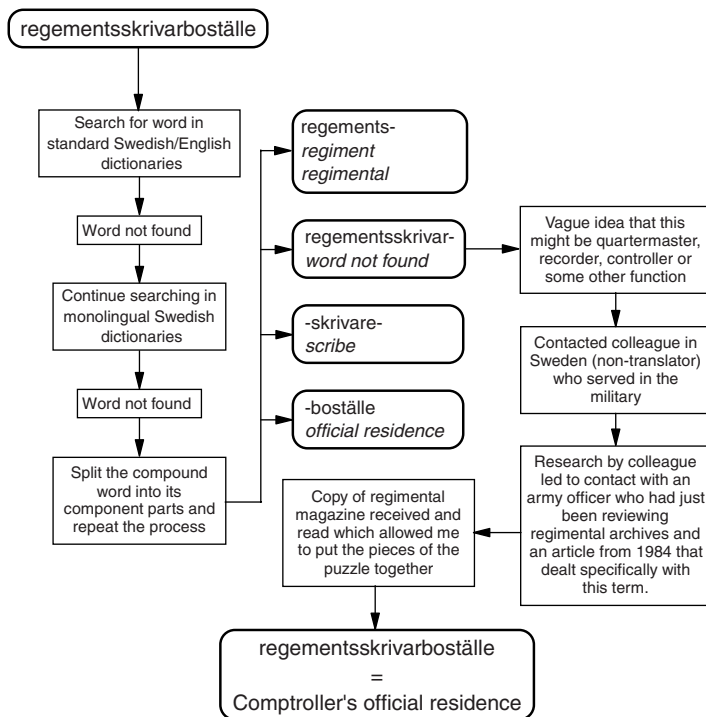 regementsskrivarboställe
Search for word in
standard Swedish/English
dictionaries
Word not found
Continue searching in
monolingual Swedish
dictionaries
Word not found
Split the compound
word into its
component parts and
repeat the process
regements-
regiment
regimental
regementsskrivar-
word not found
-skrivare-
scribe
-boställe
official residence
Vague idea that this
might be quartermaster,
recorder, controller or
some other function
Contacted colleague in
Sweden (non-translator)
who served in the
military
Research by colleague
led to contact with an
army officer who had just
been reviewing
regimental archives and
an article from 1984 that
dealt specifically with
this term.
Copy of regimental
magazine received and
read which allowed me
to put the pieces of the
puzzle together
regementsskrivarboställe
=
Comptroller's official residence